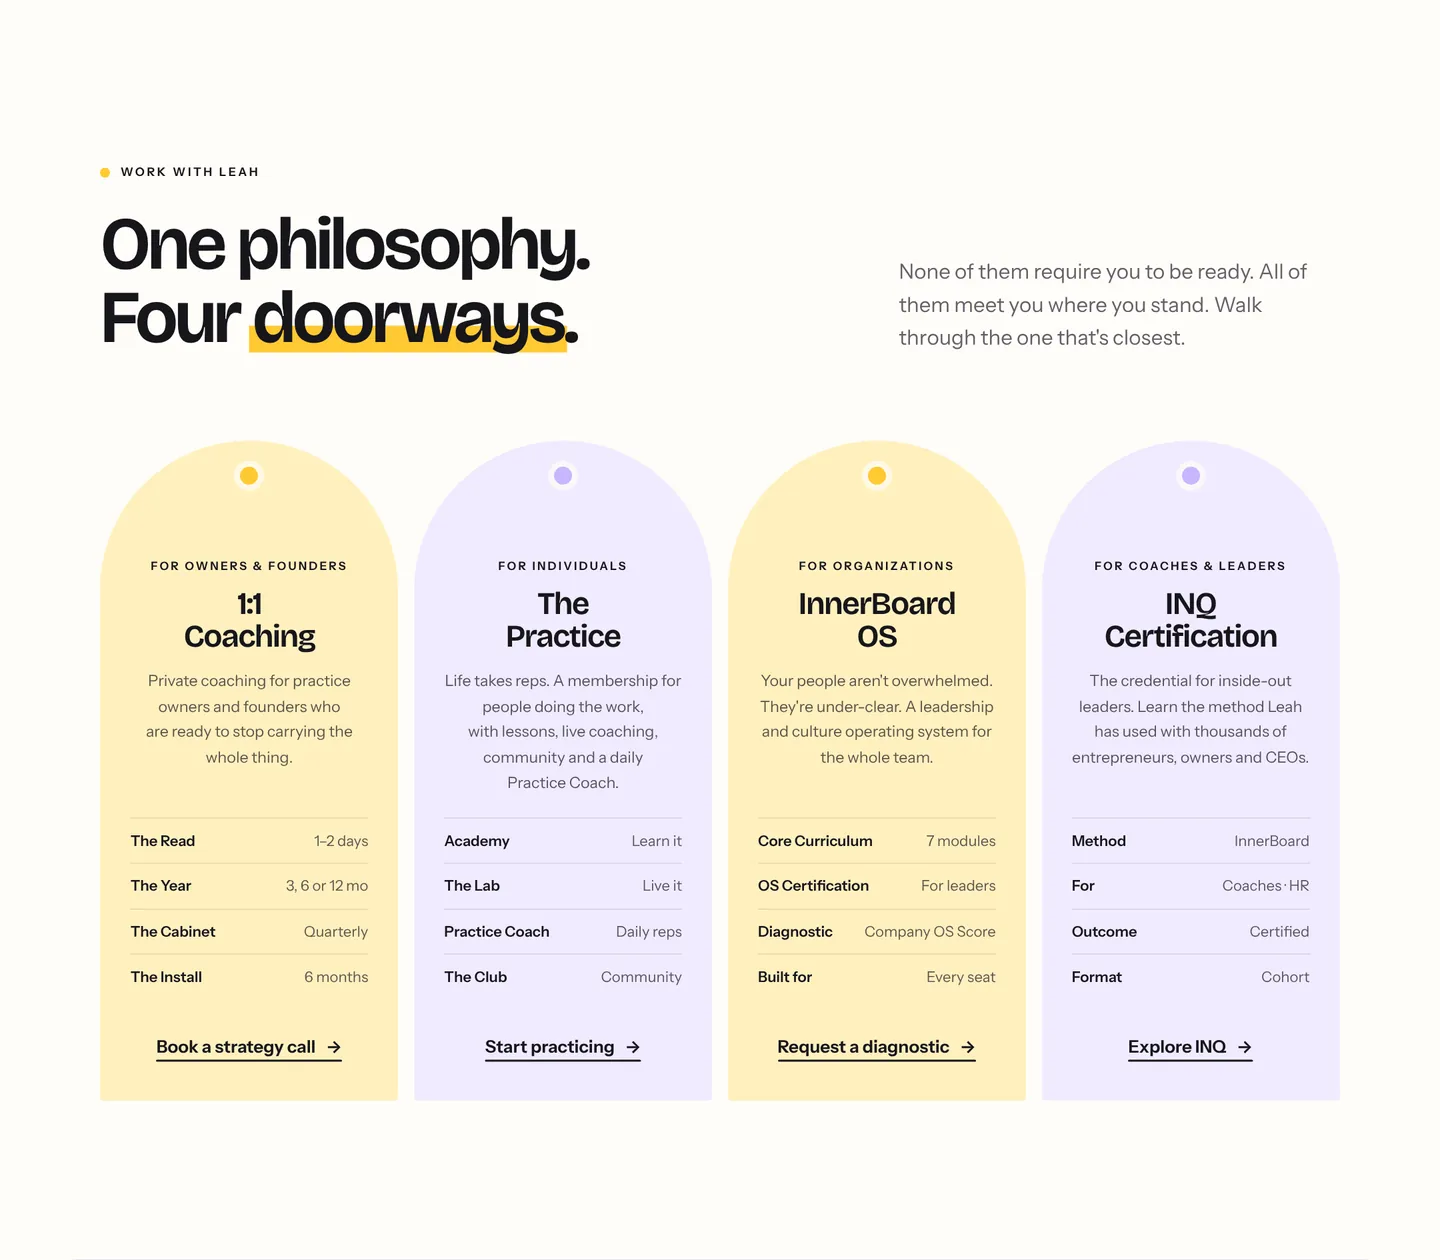 WORK WITH LEAH
One philosophy.
Four doorways.
None of them require you to be ready. All of
them meet you where you stand. Walk
through the one that's closest.
FOR OWNERS & FOUNDERS
1:1
Coaching
Private coaching for practice
owners and founders who
are ready to stop carrying the
whole thing.
The Read 1–2 days
The Year 3, 6 or 12 mo
The Cabinet Quarterly
The Install 6 months
Book a strategy call →
FOR INDIVIDUALS
The
Practice
Life takes reps. A membership for
people doing the work,
with lessons, live coaching,
community and a daily
Practice Coach.
Academy Learn it
The Lab Live it
Practice Coach Daily reps
The Club Community
Start practicing →
FOR ORGANIZATIONS
InnerBoard
OS
Your people aren't overwhelmed.
They're under-clear. A leadership
and culture operating system for
the whole team.
Core Curriculum 7 modules
OS Certification For leaders
Diagnostic Company OS Score
Built for Every seat
Request a diagnostic →
FOR COACHES & LEADERS
INQ
Certification
The credential for inside-out
leaders. Learn the method Leah
has used with thousands of
entrepreneurs, owners and CEOs.
Method InnerBoard
For Coaches · HR
Outcome Certified
Format Cohort
Explore INQ →